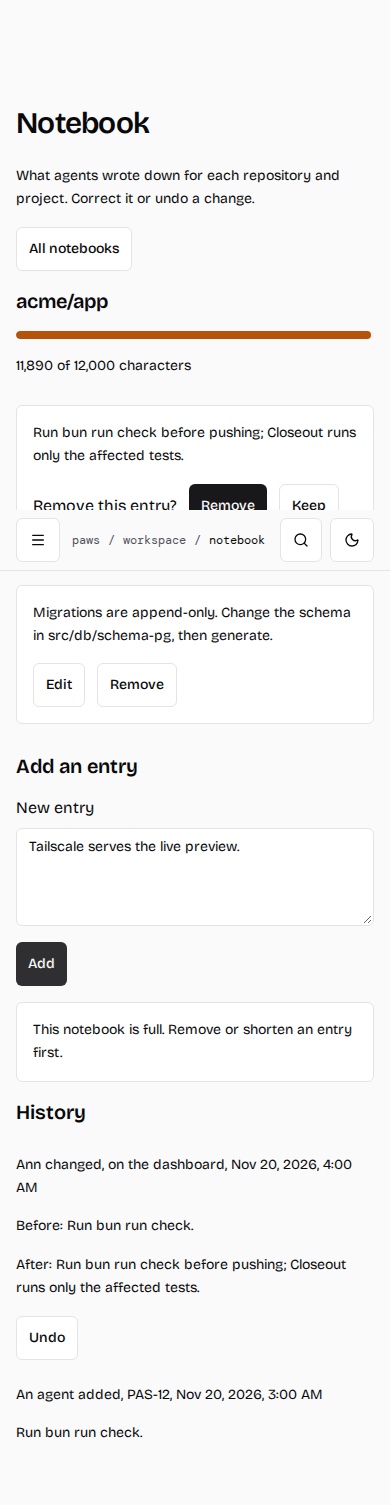 Notebook
What agents wrote down for each repository and
project. Correct it or undo a change.
All notebooks
acme/app
11,890 of 12,000 characters
Run bun run check before pushing; Closeout runs
only the affected tests.
Remove this entry? Remove Keep
paws / workspace / notebook
Migrations are append-only. Change the schema
in src/db/schema-pg, then generate.
Edit Remove
Add an entry
New entry
Tailscale serves the live preview.
Add
This notebook is full. Remove or shorten an entry
first.
History
Ann changed, on the dashboard, Nov 20, 2026, 4:00
AM
Before: Run bun run check.
After: Run bun run check before pushing; Closeout
runs only the affected tests.
Undo
An agent added, PAS-12, Nov 20, 2026, 3:00 AM
Run bun run check.